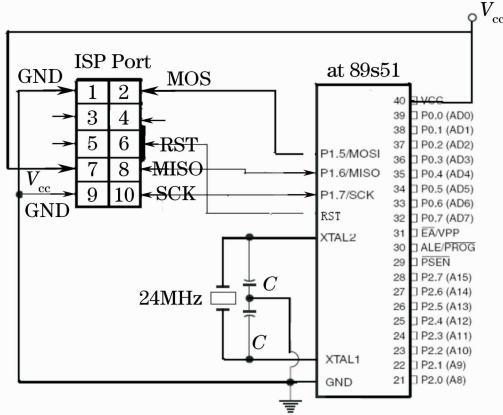 Vcc
ISP Port
at 89s51
GND
MOS
1 2
3 4
5 6
7 8
9 10
RST
MISO
SCK
Vcc
GND
P1.5/MOSI
P1.6/MISO
P1.7/SCK
RST
XTAL2
XTAL1
GND
24MHz
C
C
40 VCC
39 P0.0 (AD0)
38 P0.1 (AD1)
37 P0.2 (AD2)
36 P0.3 (AD3)
35 P0.4 (AD4)
34 P0.5 (AD5)
33 P0.6 (AD6)
32 P0.7 (AD7)
31 EA/VPP
30 ALE/PROG
29 PSEN
28 P2.7 (A15)
27 P2.6 (A14)
26 P2.5 (A13)
25 P2.4 (A12)
24 P2.3 (A11)
23 P2.2 (A10)
22 P2.1 (A9)
21 P2.0 (A8)